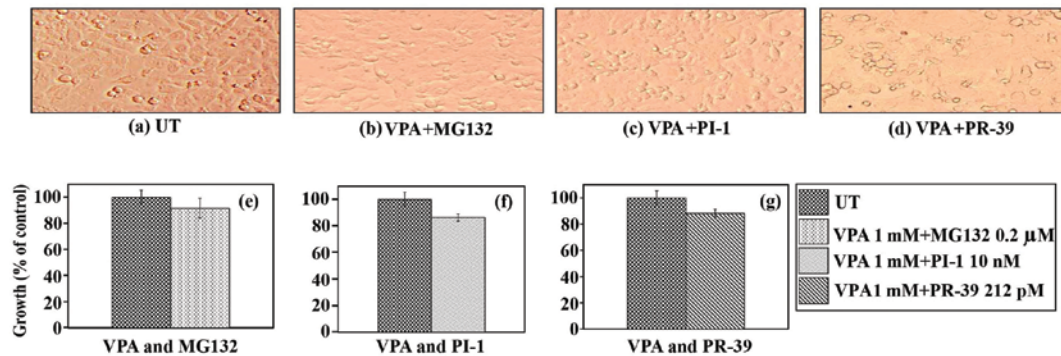 (a) UT
(b) VPA+MG132
(c) VPA+PI-1
(d) VPA+PR-39
Growth (% of control)
100
80
60
40
20
0
(e)
VPA and MG132
100
80
60
40
20
0
(f)
VPA and PI-1
100
80
60
40
20
0
(g)
VPA and PR-39
UT
VPA 1 mM+MG132 0.2 μM
VPA 1 mM+PI-1 10 nM
VPA1 mM+PR-39 212 pM